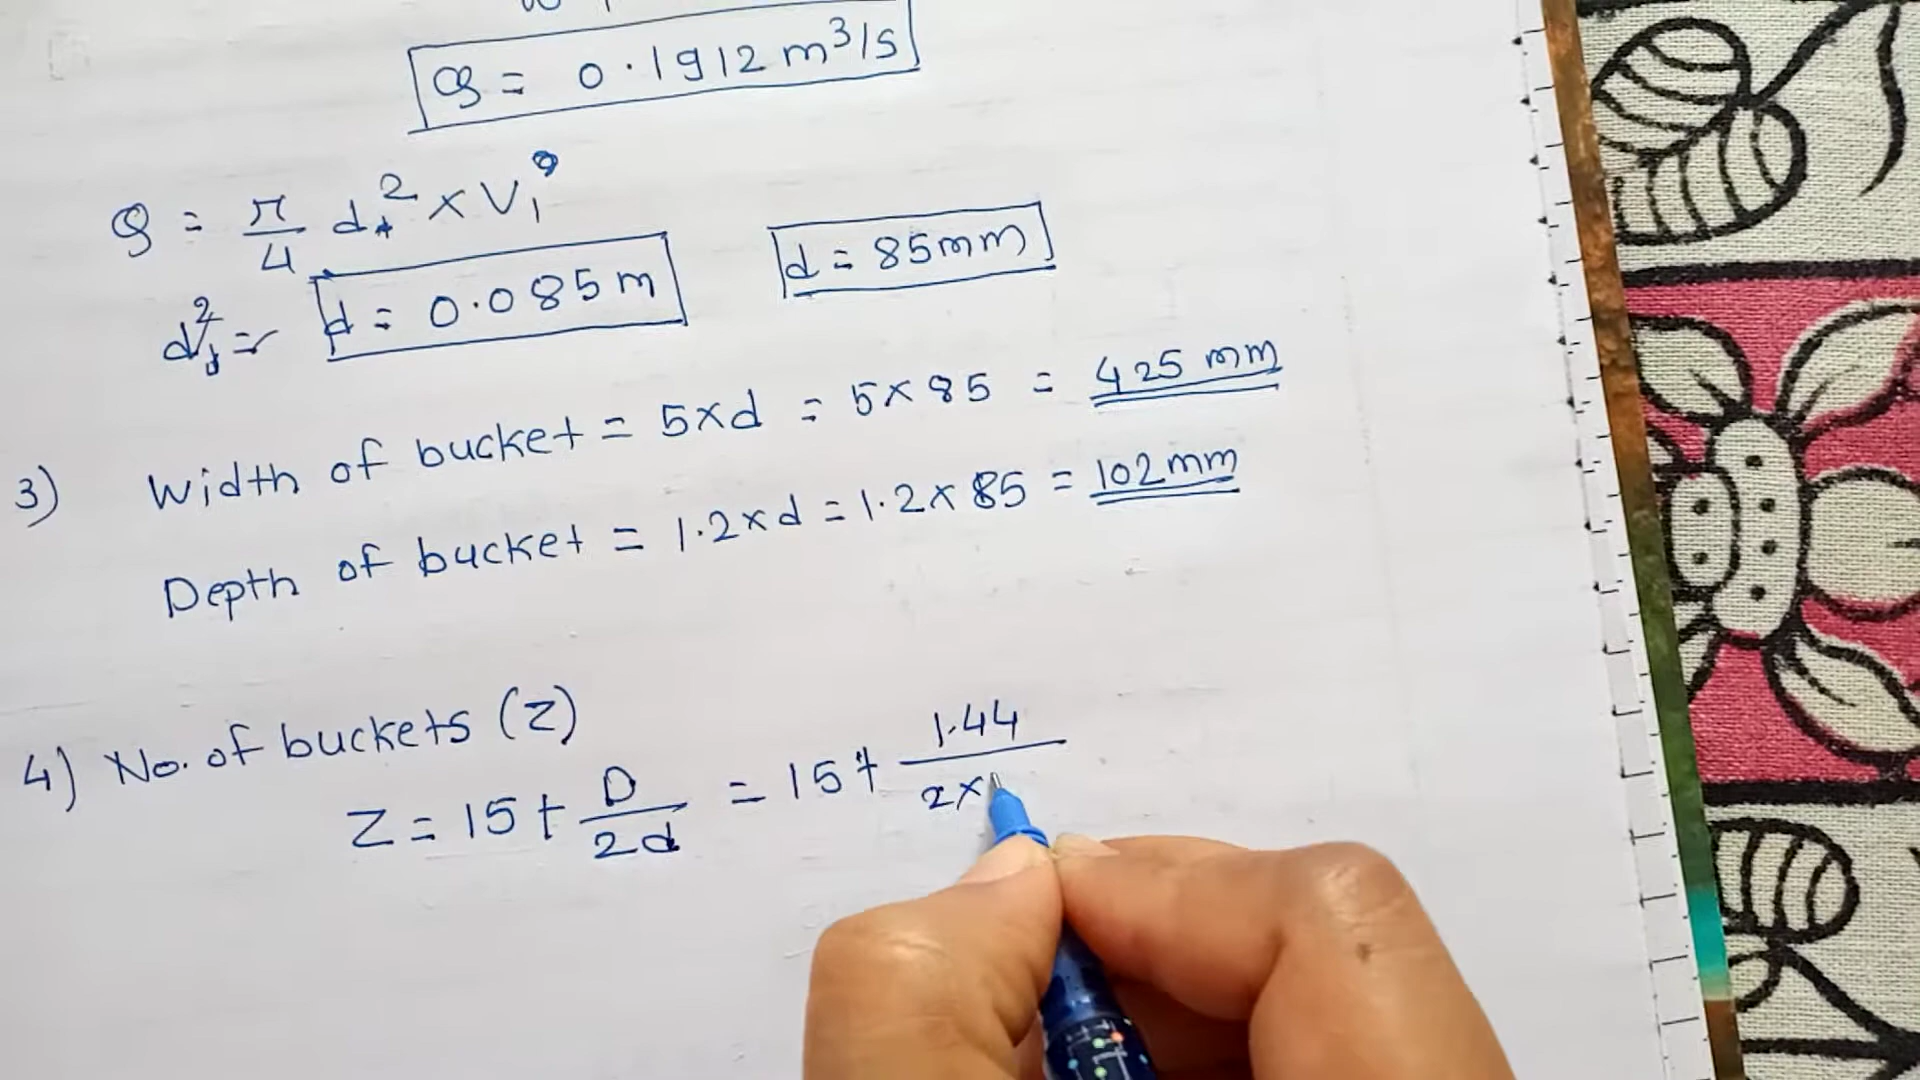 Q = 0.1912 m³/s
Q = π/4 d² × V₁
d² = d = 0.085 m d = 85mm
3) Width of bucket = 5×d = 5×85 = 425 mm
Depth of bucket = 1.2×d = 1.2×85 = 102mm
4) No. of buckets (Z)
Z = 15 + D/2d = 15 + 1.44/2×